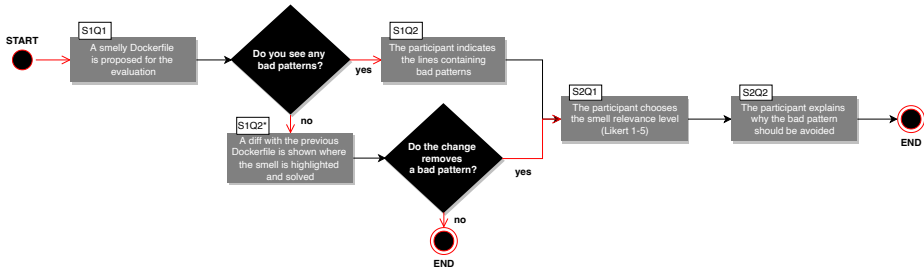 START
S1Q1
A smelly Dockerfile
is proposed for the
evaluation
Do you see any
bad patterns?
yes
no
S1Q2
The participant indicates
the lines containing
bad patterns
S1Q2*
A diff with the previous
Dockerfile is shown where
the smell is highlighted
and solved
Do the change
removes
a bad pattern?
yes
no
END
S2Q1
The participant chooses
the smell relevance level
(Likert 1-5)
S2Q2
The participant explains
why the bad pattern
should be avoided
END